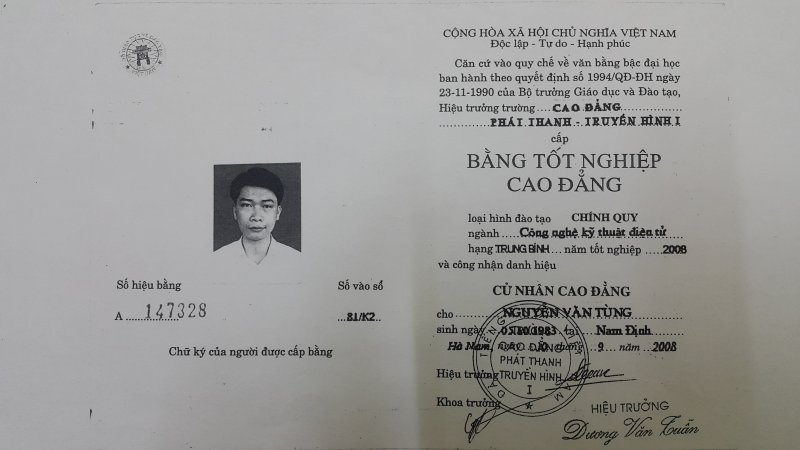 Số hiệu bằng
Số vào sổ
A 147328
81/K2
Chữ ký của người được cấp bằng
CỘNG HÒA XÃ HỘI CHỦ NGHĨA VIỆT NAM
Độc lập - Tự do - Hạnh phúc
Căn cứ vào quy chế về văn bằng bậc đại học
ban hành theo quyết định số 1994/QĐ-ĐH ngày
23-11-1990 của Bộ trưởng Giáo dục và Đào tạo,
Hiệu trưởng trường CAO ĐẲNG
PHÁT THANH - TRUYỀN HÌNH I
cấp
BẰNG TỐT NGHIỆP
CAO ĐẲNG
loại hình đào tạo CHÍNH QUY
ngành Công nghệ kỹ thuật điện tử
hạng TRUNG BÌNH năm tốt nghiệp 2008
và công nhận danh hiệu
CỬ NHÂN CAO ĐẲNG
cho NGUYỄN VĂN TÙNG
sinh ngày tại Nam Định
Hà Nam, ngày tháng 9 năm 2008
Hiệu trưởng
CAO ĐẲNG
PHÁT THANH
TRUYỀN HÌNH
I
Khoa trưởng
HIỆU TRƯỞNG
Dương Văn Tuấn